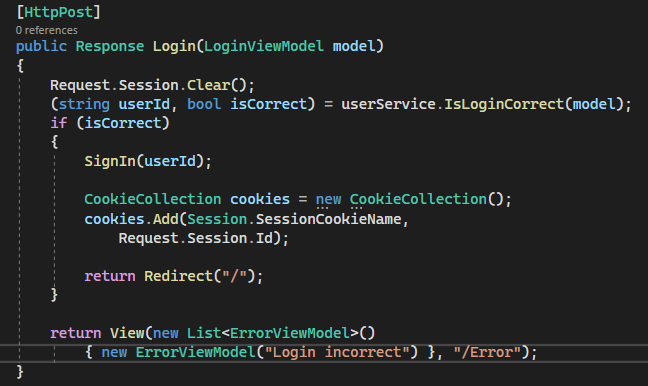 [HttpPost]
0 references
public Response Login(LoginViewModel model)
{
Request.Session.Clear();
(string userId, bool isCorrect) = userService.IsLoginCorrect(model);
if (isCorrect)
{
SignIn(userId);
CookieCollection cookies = new CookieCollection();
cookies.Add(Session.SessionCookieName,
Request.Session.Id);
return Redirect("/");
}
return View(new List<ErrorViewModel>()
{ new ErrorViewModel("Login incorrect") }, "/Error");
}